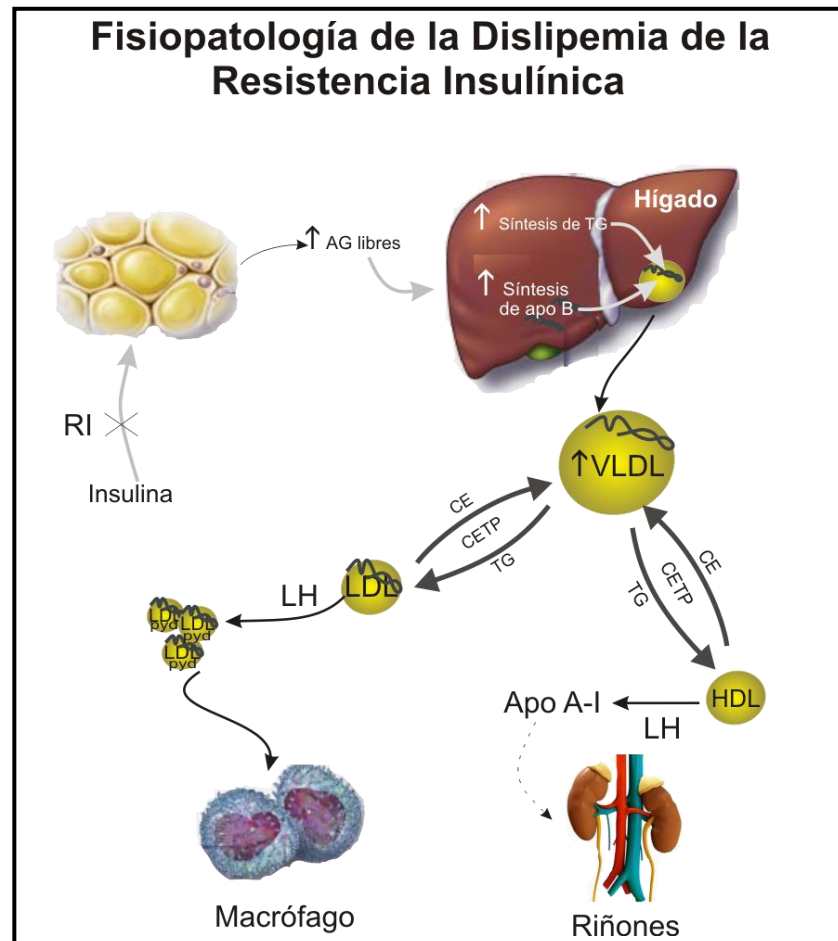 Fisiopatología de la Dislipemia de la
Resistencia Insulínica
Hígado
↑ Síntesis de TG
↑ AG libres
↑ Síntesis
de apo B
RI
Insulina
↑VLDL
CE
CETP
TG
CE
CETP
TG
LDL
LH
LDL
pyd
LDL
pyd
LDL
pyd
HDL
Apo A-I
LH
Macrófago
Riñones